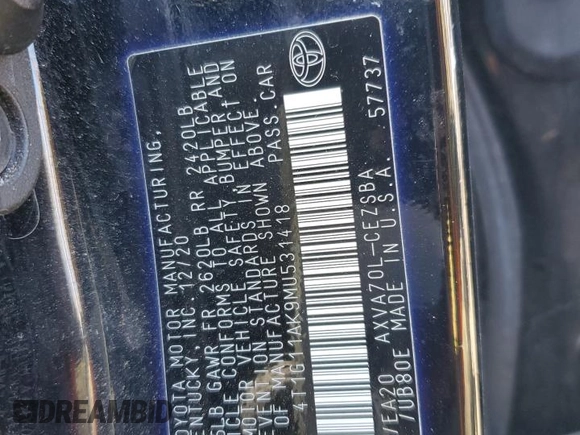 TOYOTA MOTOR MANUFACTURING,
KENTUCKY INC. 12/20
LB GAWR FR 2620LB RR 2420LB
CONFORMS TO ALL APPLICABLE
MOTOR VEHICLE SAFETY BUMPER AND
STANDARDS IN EFFECT ON
OF MANUFACTURE SHOWN ABOVE.
4T1G11AK9MU531418 PASS.CAR
EA20 AXVA70L-CEZSBA
7UB80E MADE IN U.S.A. 57737
DREAMBID